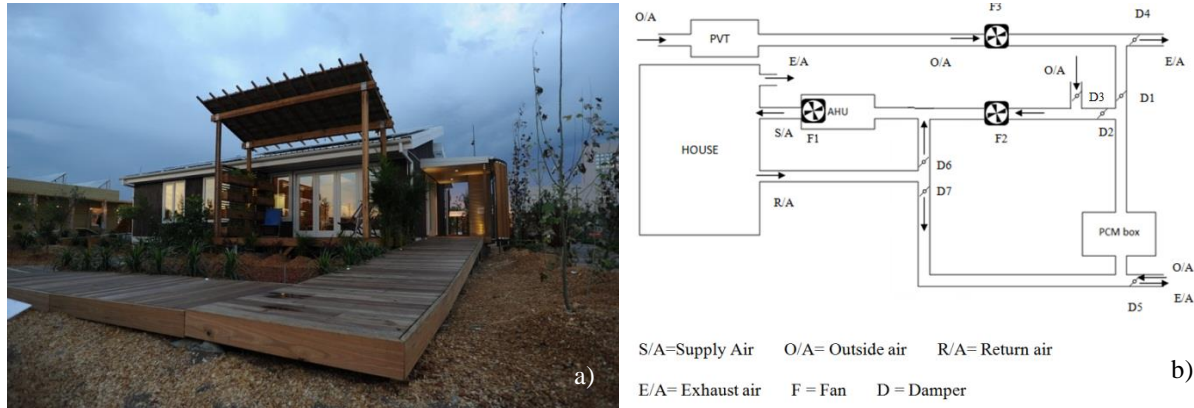 a)
O/A
PVT
F3
D4
E/A
O/A
O/A
E/A
D3
D1
AHU
D2
S/A
F1
F2
HOUSE
D6
D7
R/A
PCM box
O/A
E/A
D5
S/A=Supply Air O/A= Outside air R/A= Return air
E/A= Exhaust air F = Fan D = Damper
b)